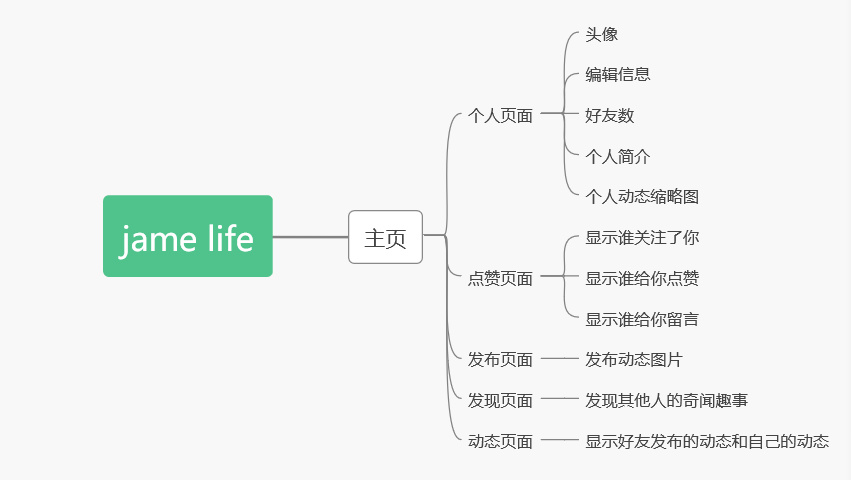 jame life
主页
个人页面
头像
编辑信息
好友数
个人简介
个人动态缩略图
点赞页面
显示谁关注了你
显示谁给你点赞
显示谁给你留言
发布页面
发布动态图片
发现页面
发现其他人的奇闻趣事
动态页面
显示好友发布的动态和自己的动态